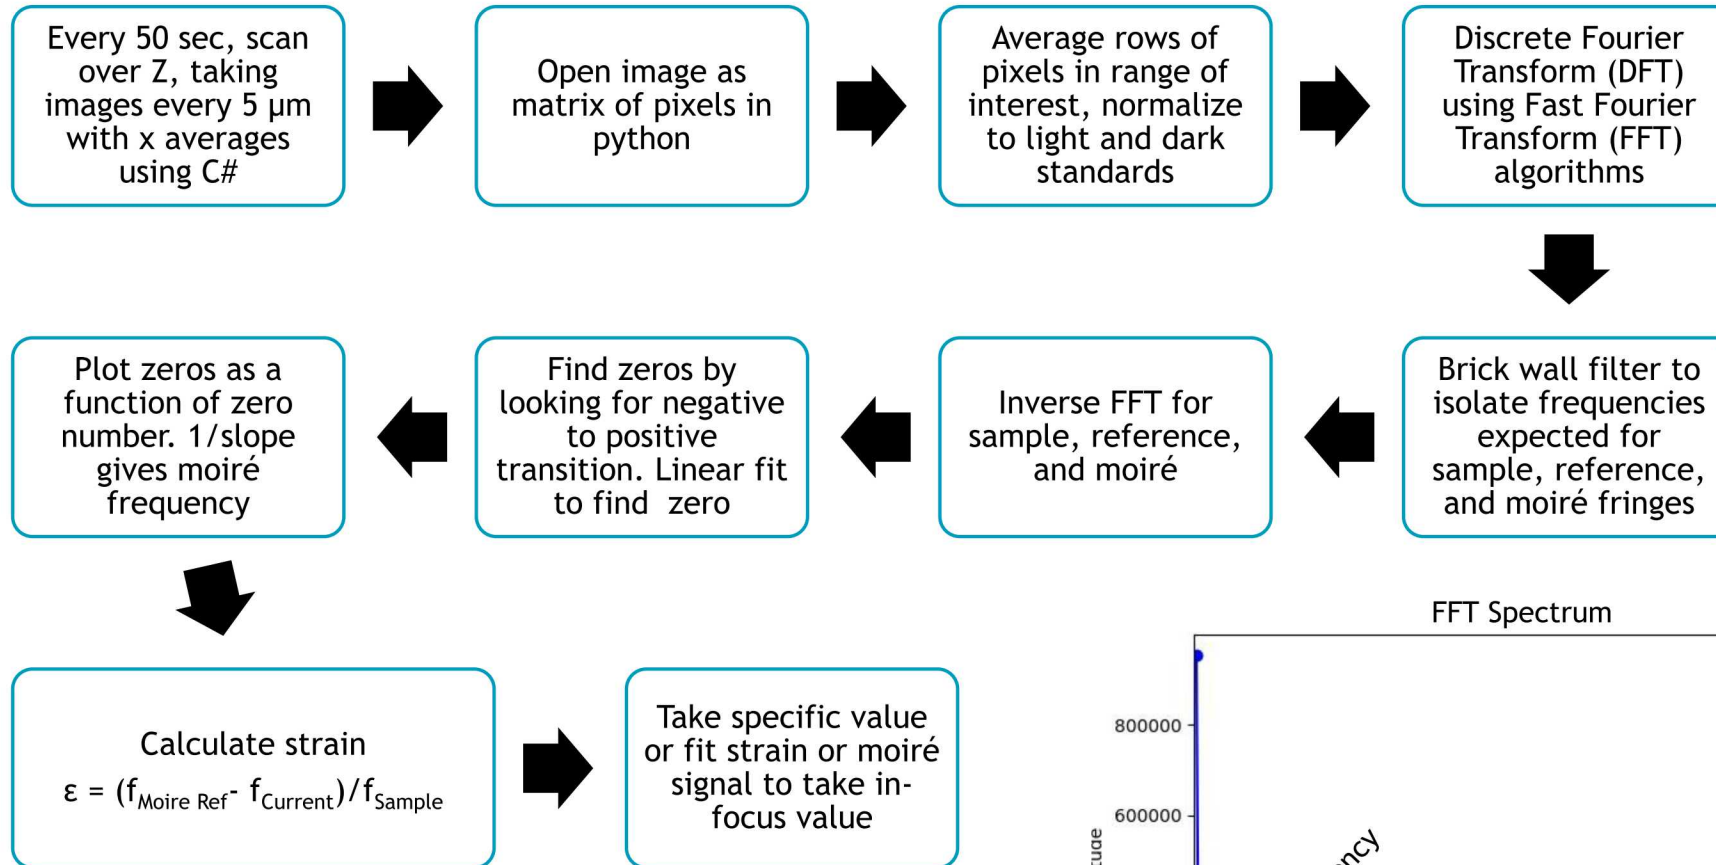 Every 50 sec, scan
over Z, taking
images every 5 µm
with x averages
using C#
Open image as
matrix of pixels in
python
Average rows of
pixels in range of
interest, normalize
to light and dark
standards
Discrete Fourier
Transform (DFT)
using Fast Fourier
Transform (FFT)
algorithms
Brick wall filter to
isolate frequencies
expected for
sample, reference,
and moiré fringes
Inverse FFT for
sample, reference,
and moiré
Find zeros by
looking for negative
to positive
transition. Linear fit
to find zero
Plot zeros as a
function of zero
number. 1/slope
gives moiré
frequency
Calculate strain
ε = (fMoire Ref- fCurrent)/fSample
Take specific value
or fit strain or moiré
signal to take in-
focus value
FFT Spectrum
800000
600000